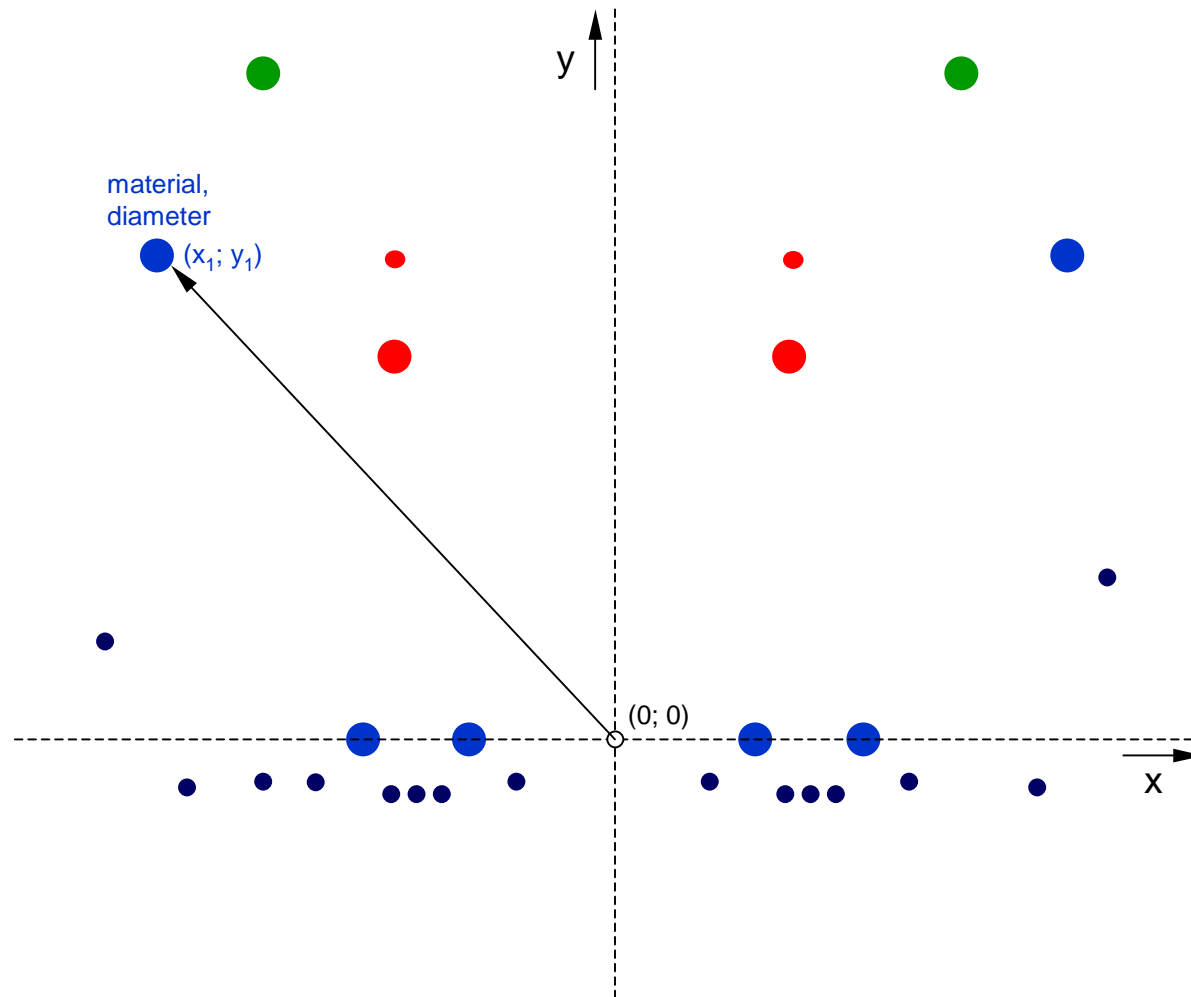 y
material,
diameter
(x₁; y₁)
(0; 0)
x